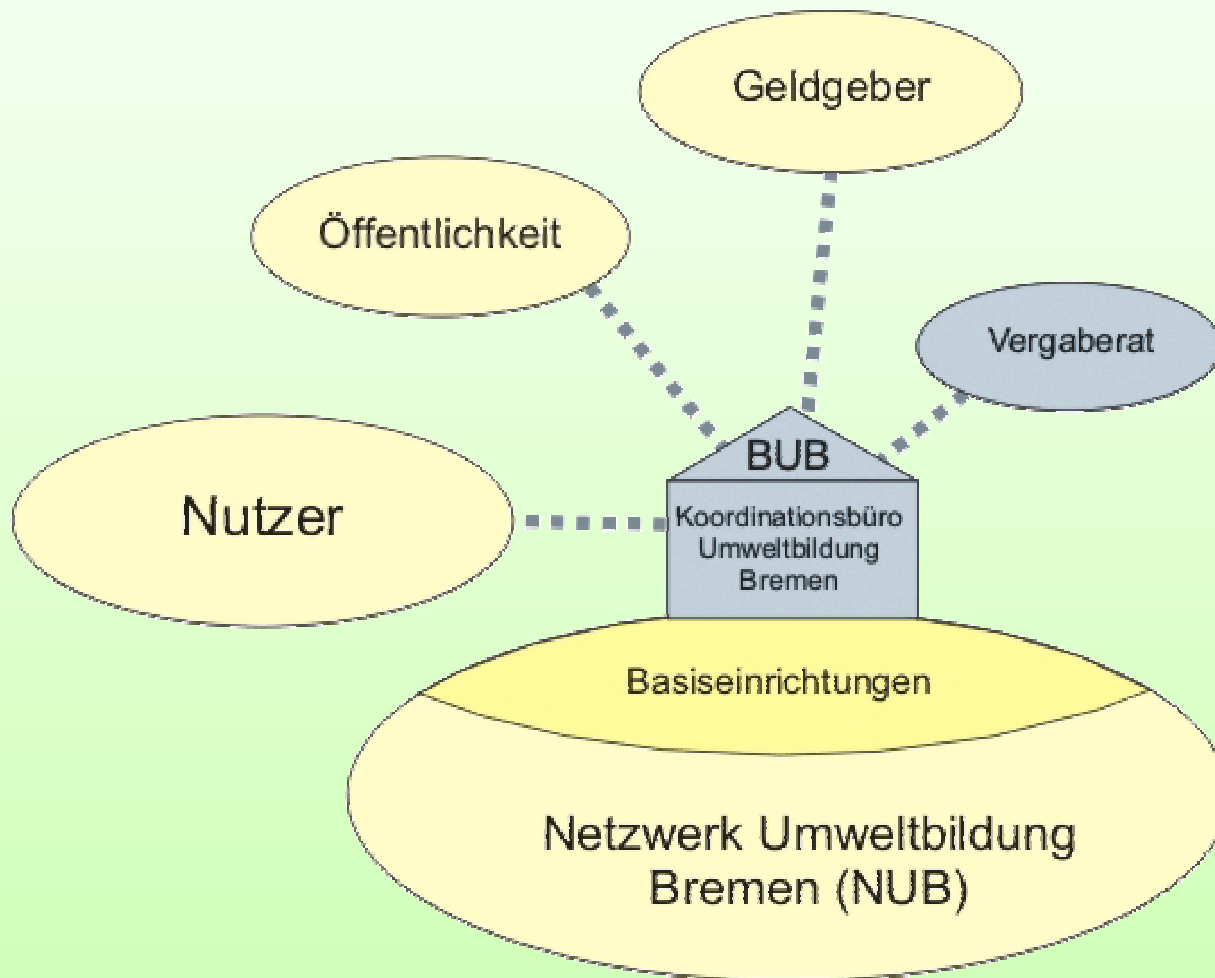 Geldgeber
Öffentlichkeit
Vergaberat
BUB
Nutzer
Koordinationsbüro
Umweltbildung
Bremen
Basiseinrichtungen
Netzwerk Umweltbildung
Bremen (NUB)